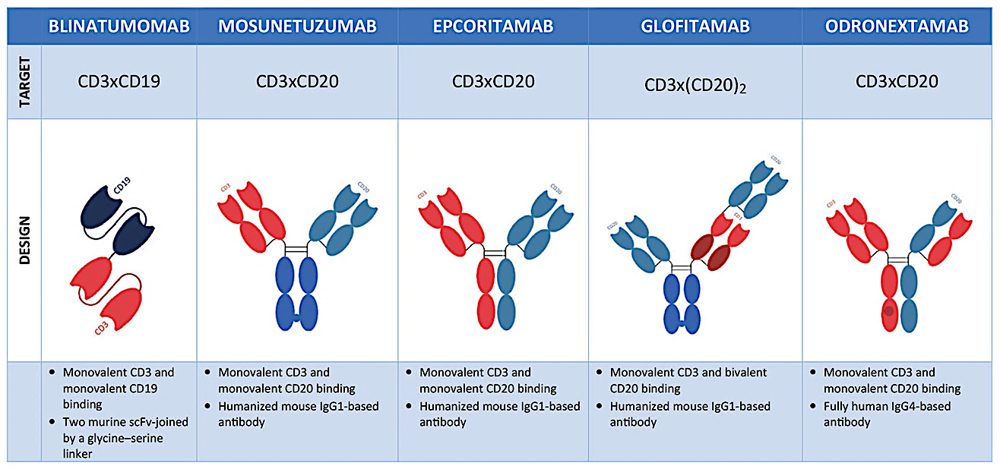 BLINATUMOMAB
MOSUNETUZUMAB
EPCORITAMAB
GLOFITAMAB
ODRONEXTAMAB
TARGET
CD3xCD19
CD3xCD20
CD3xCD20
CD3x(CD20)₂
CD3xCD20
DESIGN
CD19
CD3
CD3
CD20
CD3
CD20
CD20
CD3
CD20
CD3
CD20
• Monovalent CD3 and
monovalent CD19
binding
• Two murine scFv-joined
by a glycine–serine
linker
• Monovalent CD3 and
monovalent CD20 binding
• Humanized mouse IgG1-based
antibody
• Monovalent CD3 and
monovalent CD20 binding
• Humanized mouse IgG1-based
antibody
• Monovalent CD3 and bivalent
CD20 binding
• Humanized mouse IgG1-based
antibody
• Monovalent CD3 and
monovalent CD20 binding
• Fully human IgG4-based
antibody